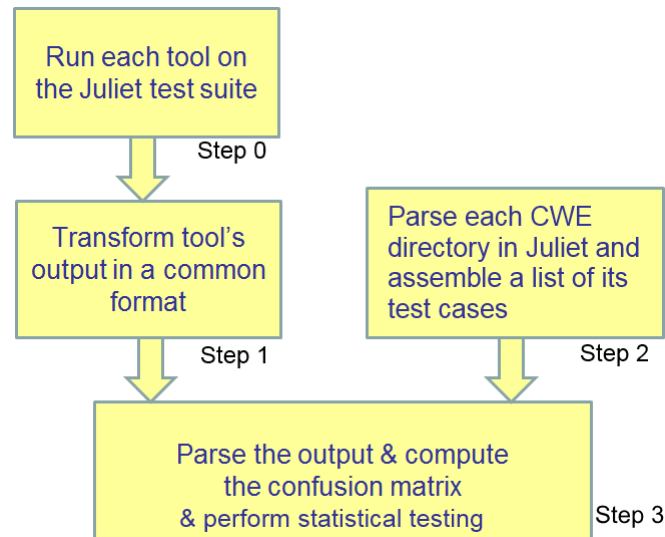 Run each tool on
the Juliet test suite
Step 0
Transform tool's
output in a common
format
Step 1
Parse each CWE
directory in Juliet and
assemble a list of its
test cases
Step 2
Parse the output & compute
the confusion matrix
& perform statistical testing
Step 3